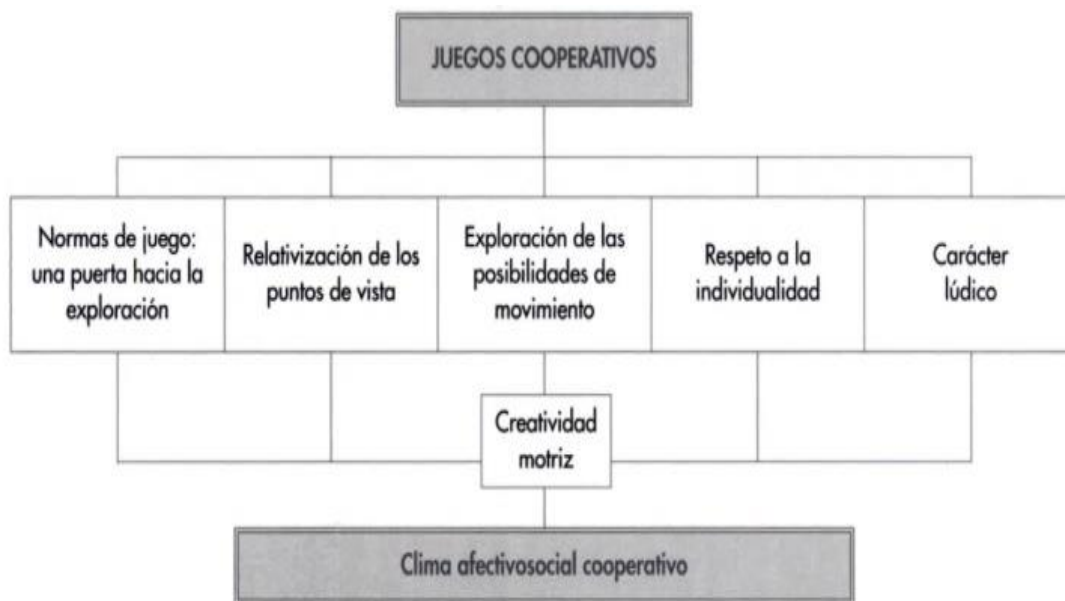 JUEGOS COOPERATIVOS
Normas de juego:
una puerta hacia la
exploración
Relativización de los
puntos de vista
Exploración de las
posibilidades de
movimiento
Respeto a la
individualidad
Carácter
lúdico
Creatividad
motriz
Clima afectivosocial cooperativo